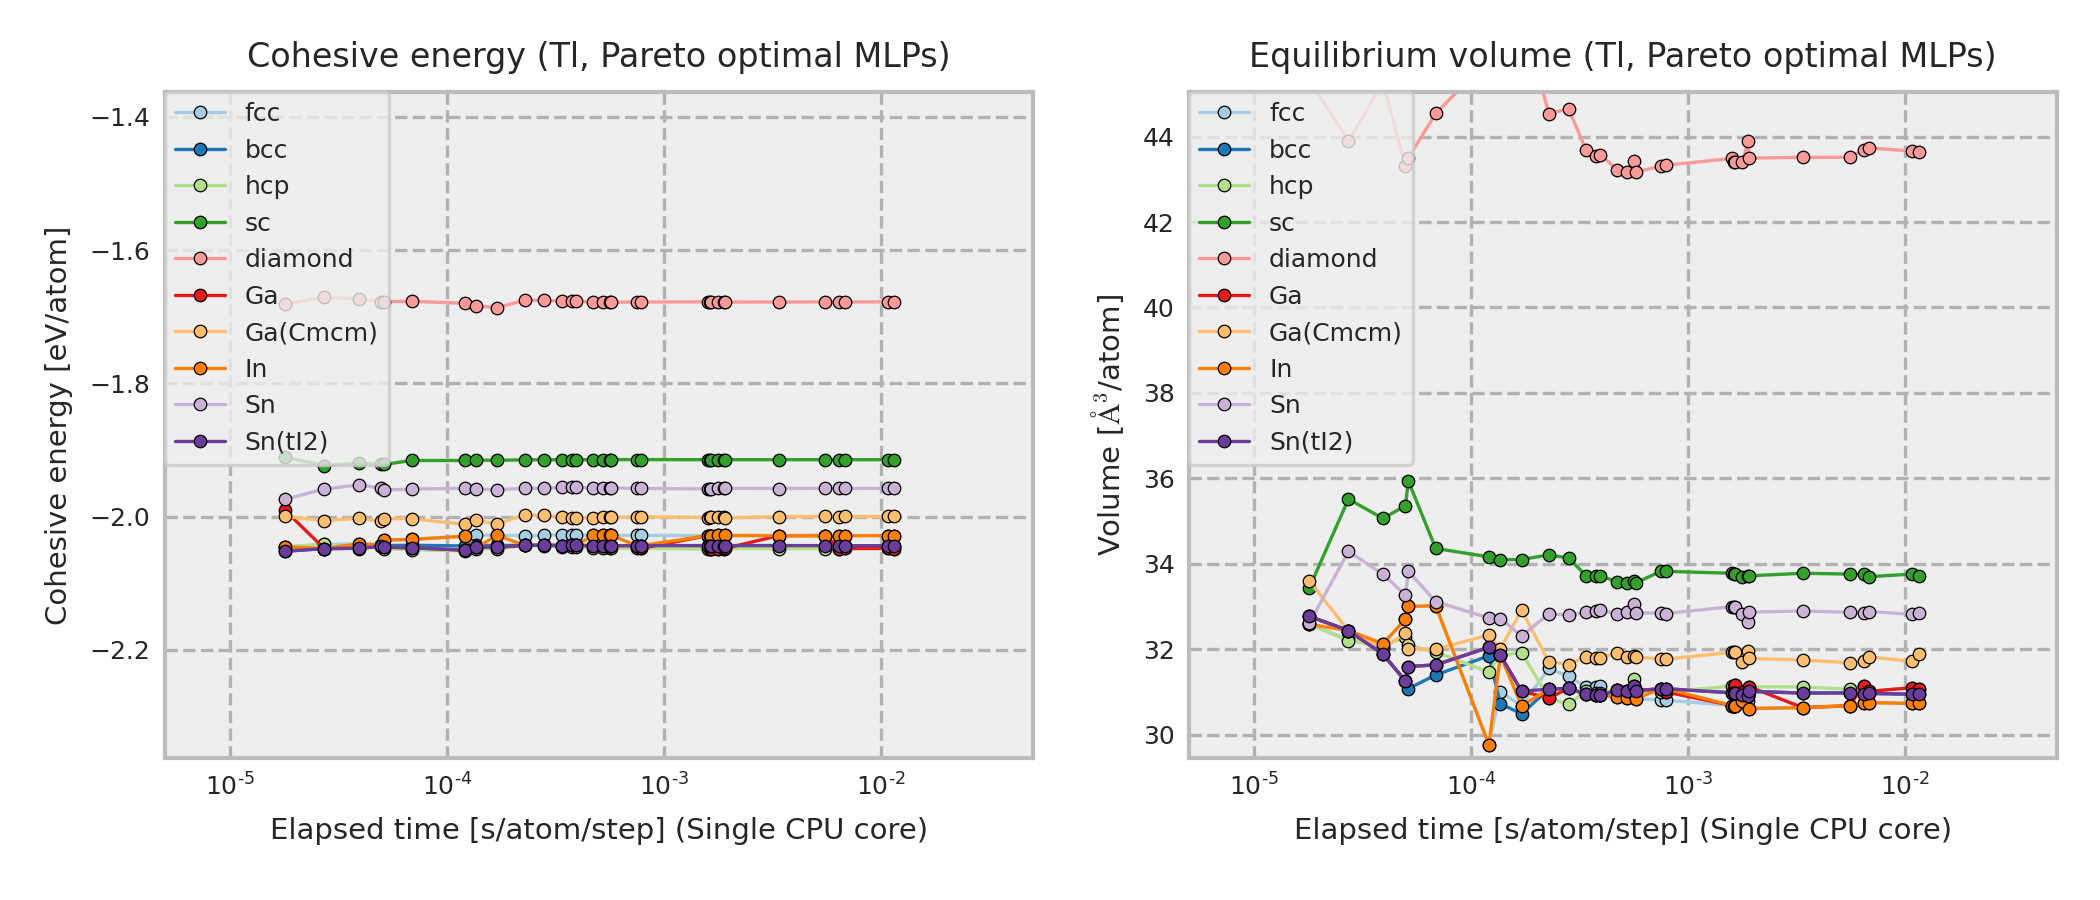 Cohesive energy (Tl, Pareto optimal MLPs)
Cohesive energy [eV/atom]
−1.4
−1.6
−1.8
−2.0
−2.2
fcc
bcc
hcp
sc
diamond
Ga
Ga(Cmcm)
In
Sn
Sn(tI2)
10⁻⁵ 10⁻⁴ 10⁻³ 10⁻²
Elapsed time [s/atom/step] (Single CPU core)
Equilibrium volume (Tl, Pareto optimal MLPs)
Volume [Å³/atom]
44
42
40
38
36
34
32
30
fcc
bcc
hcp
sc
diamond
Ga
Ga(Cmcm)
In
Sn
Sn(tI2)
10⁻⁵ 10⁻⁴ 10⁻³ 10⁻²
Elapsed time [s/atom/step] (Single CPU core)